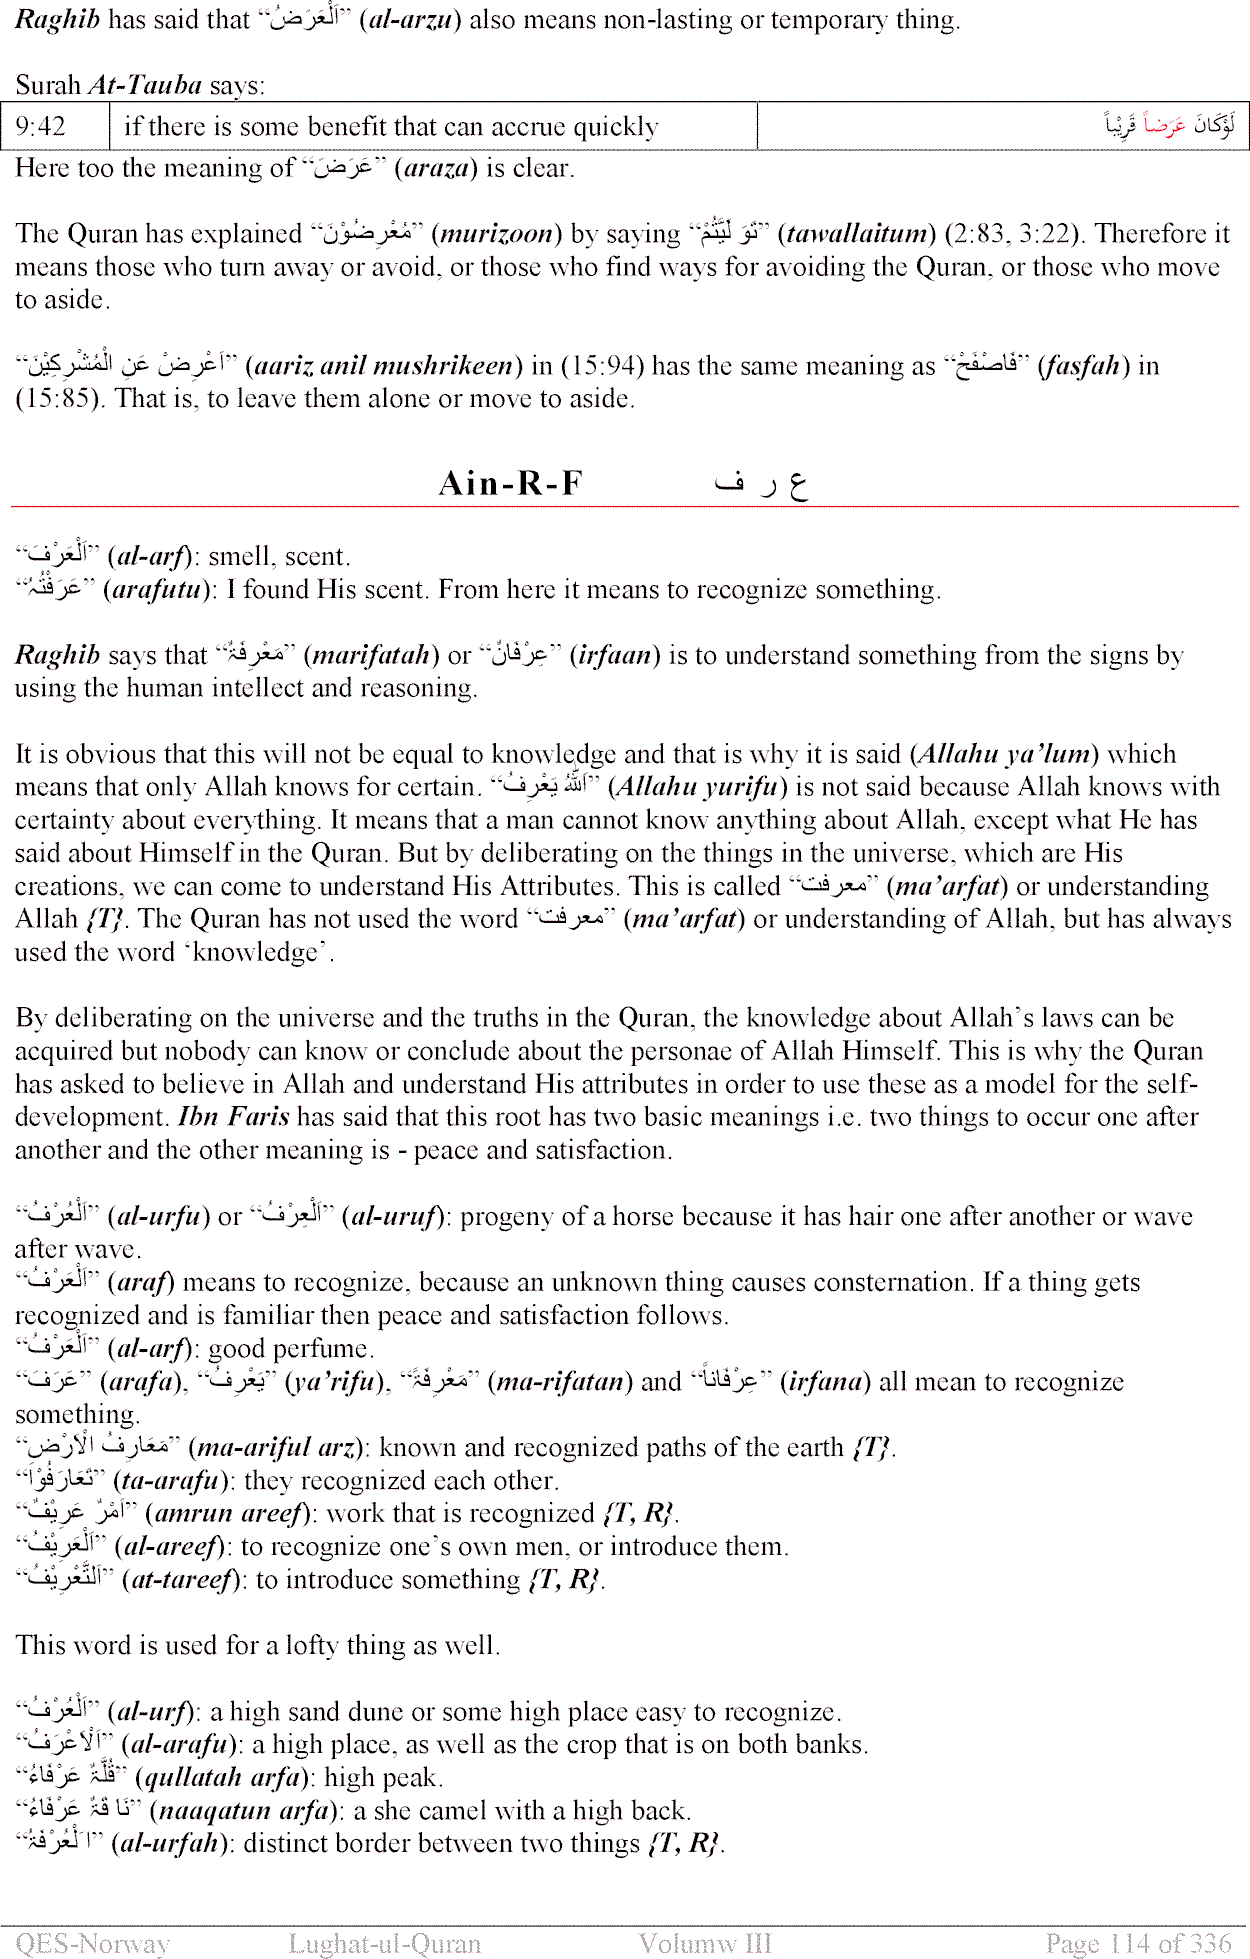 Raghib has said that “اَلْعَرَضُ” (al-arzu) also means non-lasting or temporary thing.
Surah At-Tauba says:
9:42 if there is some benefit that can accrue quickly لَوْكَانَ عَرَضاً قَرِيْباً
Here too the meaning of “عَرَضَ” (araza) is clear.
The Quran has explained “مُعْرِضُوْنَ” (murizoon) by saying “تَوَ لَّيْتُمْ” (tawallaitum) (2:83, 3:22). Therefore it
means those who turn away or avoid, or those who find ways for avoiding the Quran, or those who move
to aside.
“اَعْرِضْ عَنِ الْمُشْرِكِيْنَ” (aariz anil mushrikeen) in (15:94) has the same meaning as “فَاصْفَحْ” (fasfah) in
(15:85). That is, to leave them alone or move to aside.
Ain-R-F ع ر ف
“اَلْعَرْفَ” (al-arf): smell, scent.
“عَرَفْتُہُ” (arafutu): I found His scent. From here it means to recognize something.
Raghib says that “مَعْرِفَۃٌ” (marifatah) or “عِرْفَانٌ” (irfaan) is to understand something from the signs by
using the human intellect and reasoning.
It is obvious that this will not be equal to knowledge and that is why it is said (Allahu ya’lum) which
means that only Allah knows for certain. “اَللهُ يَعْرِفُ” (Allahu yurifu) is not said because Allah knows with
certainty about everything. It means that a man cannot know anything about Allah, except what He has
said about Himself in the Quran. But by deliberating on the things in the universe, which are His
creations, we can come to understand His Attributes. This is called “معرفت” (ma’arfat) or understanding
Allah {T}. The Quran has not used the word “معرفت” (ma’arfat) or understanding of Allah, but has always
used the word ‘knowledge’.
By deliberating on the universe and the truths in the Quran, the knowledge about Allah’s laws can be
acquired but nobody can know or conclude about the personae of Allah Himself. This is why the Quran
has asked to believe in Allah and understand His attributes in order to use these as a model for the self-
development. Ibn Faris has said that this root has two basic meanings i.e. two things to occur one after
another and the other meaning is - peace and satisfaction.
“اَلْعُرْفُ” (al-urfu) or “اَلْعِرْفُ” (al-uruf): progeny of a horse because it has hair one after another or wave
after wave.
“اَلْعَرْفُ” (araf) means to recognize, because an unknown thing causes consternation. If a thing gets
recognized and is familiar then peace and satisfaction follows.
“اَلْعَرْفُ” (al-arf): good perfume.
“عَرَفَ” (arafa), “يَعْرِفُ” (ya’rifu), “مَعْرِفَۃً” (ma-rifatan) and “عِرْفَاناً” (irfana) all mean to recognize
something.
“مَعَارِفُ الْاَرْضِ” (ma-ariful arz): known and recognized paths of the earth {T}.
“تَعَارَفُوْا” (ta-arafu): they recognized each other.
“اَمْرٌ عَرِيْفٌ” (amrun areef): work that is recognized {T, R}.
“اَلْعَرِيْفُ” (al-areef): to recognize one’s own men, or introduce them.
“اَلتَّعْرِيْفُ” (at-tareef): to introduce something {T, R}.
This word is used for a lofty thing as well.
“اَلْعُرْفُ” (al-urf): a high sand dune or some high place easy to recognize.
“اَلْاَعْرَفُ” (al-arafu): a high place, as well as the crop that is on both banks.
“قُلَّۃٌ عَرْفَاءُ” (qullatah arfa): high peak.
“نَا قَۃٌ عَرْفَاءُ” (naaqatun arfa): a she camel with a high back.
“اَلْعُرْفَۃُ” (al-urfah): distinct border between two things {T, R}.
QES-Norway Lughat-ul-Quran Volumw III Page 114 of 336